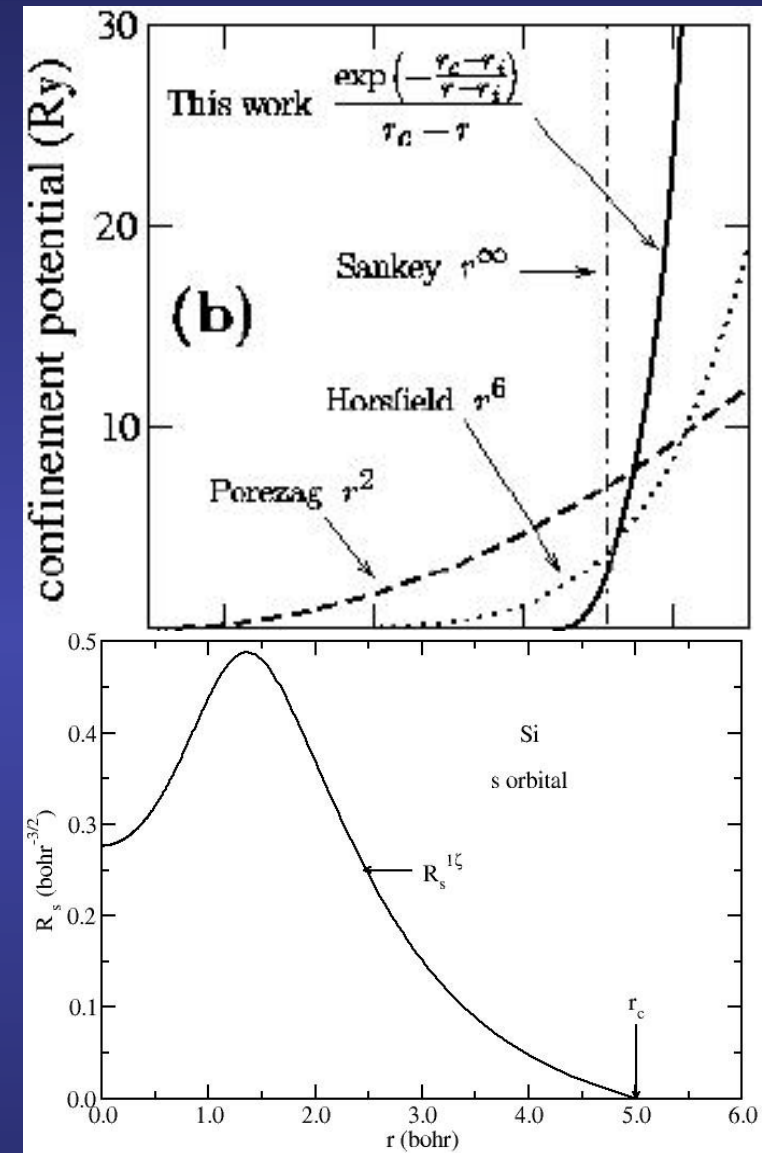 confinement potential (Ry)
30
20
10
(b)
This work exp(-(r_c-r_i)/(r-r_i))/(r_c - r)
Sankey r^∞
Horsfield r^6
Porezag r^2
0.5
0.4
0.3
0.2
0.1
0.0
R_s (bohr^-3/2)
Si
s orbital
R_s^1ζ
r_c
0.0 1.0 2.0 3.0 4.0 5.0 6.0
r (bohr)